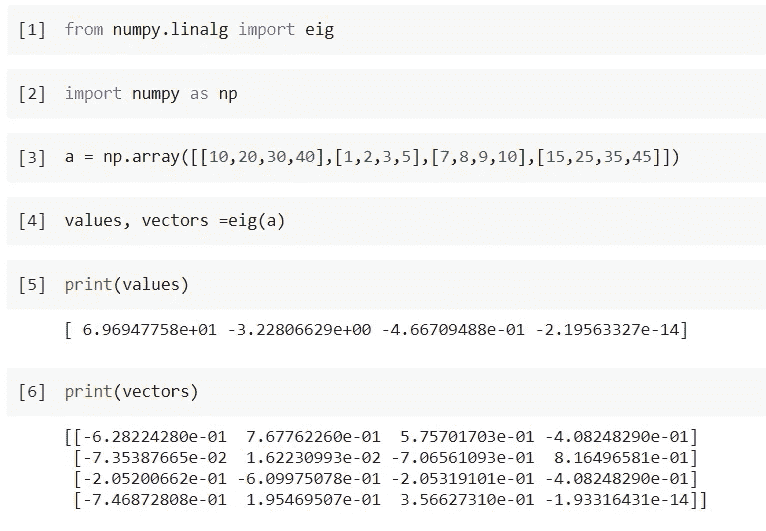 [1] from numpy.linalg import eig
[2] import numpy as np
[3] a = np.array([[10,20,30,40],[1,2,3,5],[7,8,9,10],[15,25,35,45]])
[4] values, vectors =eig(a)
[5] print(values)
[ 6.96947758e+01 -3.22806629e+00 -4.66709488e-01 -2.19563327e-14]
[6] print(vectors)
[[-6.28224280e-01  7.67762260e-01  5.75701703e-01 -4.08248290e-01]
[-7.35387665e-02  1.62230993e-02 -7.06561093e-01  8.16496581e-01]
[-2.05200662e-01 -6.09975078e-01 -2.05319101e-01 -4.08248290e-01]
[-7.46872808e-01  1.95469507e-01  3.56627310e-01 -1.93316431e-14]]